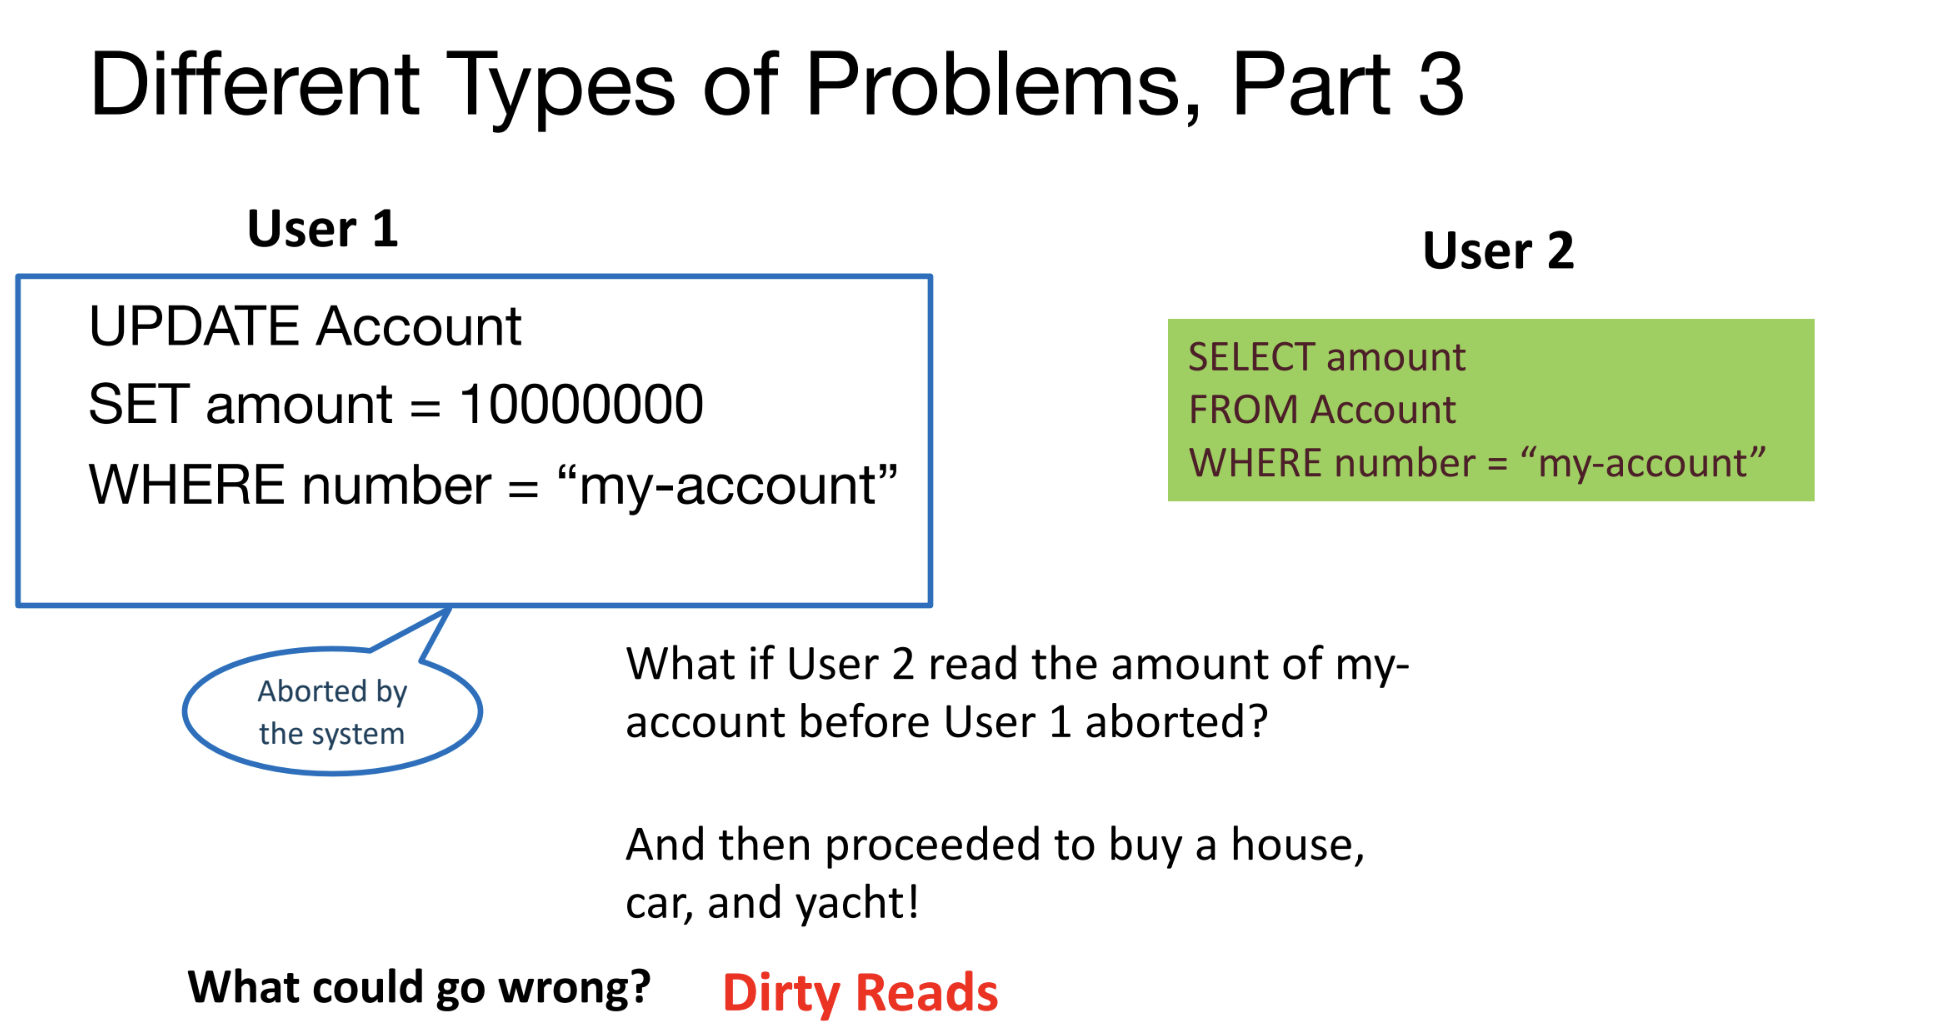 Different Types of Problems, Part 3
User 1
UPDATE Account
SET amount = 10000000
WHERE number = “my-account”
Aborted by
the system
User 2
SELECT amount
FROM Account
WHERE number = “my-account”
What if User 2 read the amount of my-
account before User 1 aborted?
And then proceeded to buy a house,
car, and yacht!
What could go wrong?
Dirty Reads